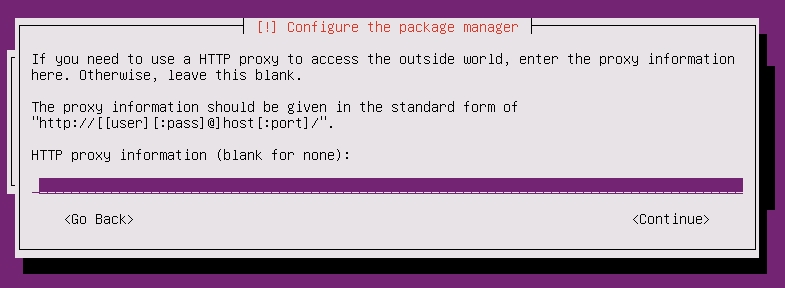 [!] Configure the package manager
If you need to use a HTTP proxy to access the outside world, enter the proxy information
here. Otherwise, leave this blank.
The proxy information should be given in the standard form of
"http://[[user][:pass]@]host[:port]/".
HTTP proxy information (blank for none):
<Go Back> <Continue>